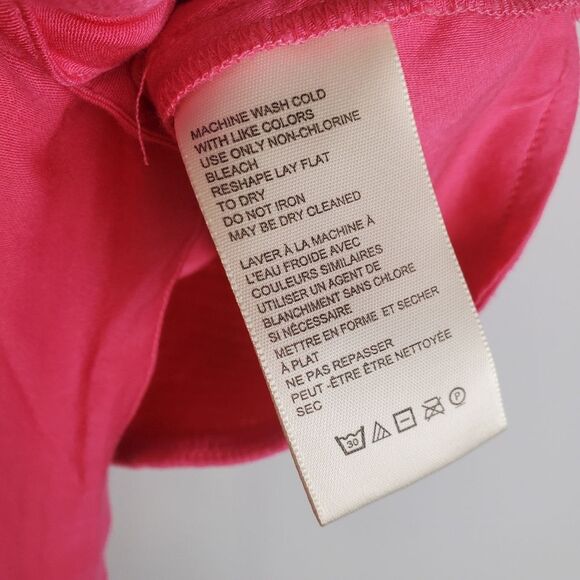 MACHINE WASH COLD
WITH LIKE COLORS
USE ONLY NON-CHLORINE
BLEACH
RESHAPE LAY FLAT
TO DRY
DO NOT IRON
MAY BE DRY CLEANED
LAVER À LA MACHINE À
L'EAU FROIDE AVEC
COULEURS SIMILAIRES
UTILISER UN AGENT DE
BLANCHIMENT SANS CHLORE
SI NÉCESSAIRE
METTRE EN FORME ET SECHER
À PLAT
NE PAS REPASSER
PEUT -ÊTRE ÊTRE NETTOYÉE
SEC
30 P